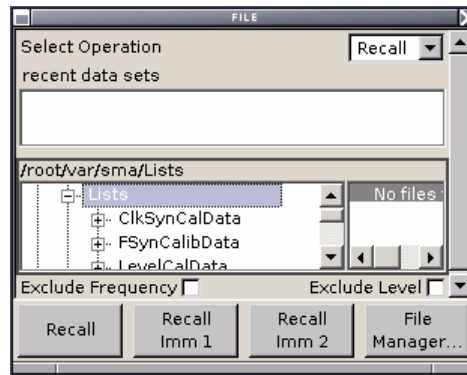 FILE
Select Operation Recall
recent data sets
/root/var/sma/Lists
Lists
No files
ClkSynCalData
FSynCalibData
LevelCalData
Exclude Frequency Exclude Level
Recall
Recall Imm 1
Recall Imm 2
File Manager...